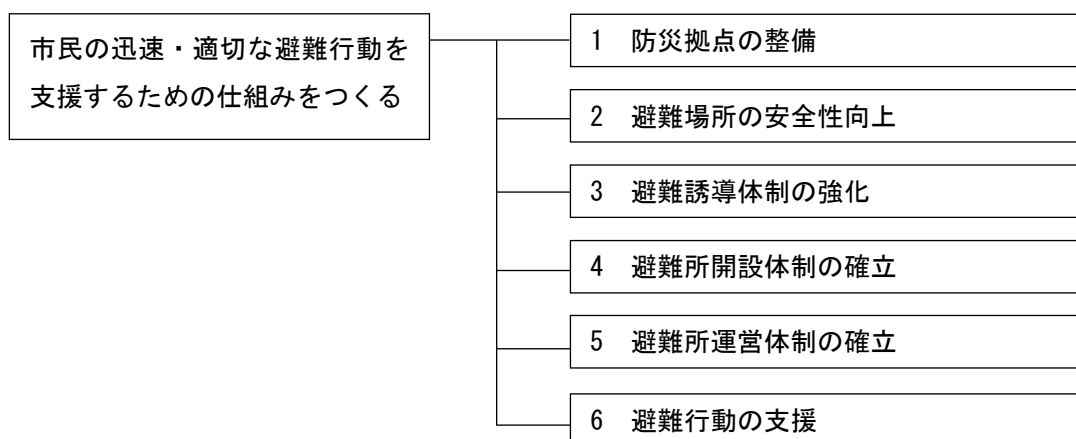 市民の迅速・適切な避難行動を
支援するための仕組みをつくる
1　防災拠点の整備
2　避難場所の安全性向上
3　避難誘導体制の強化
4　避難所開設体制の確立
5　避難所運営体制の確立
6　避難行動の支援